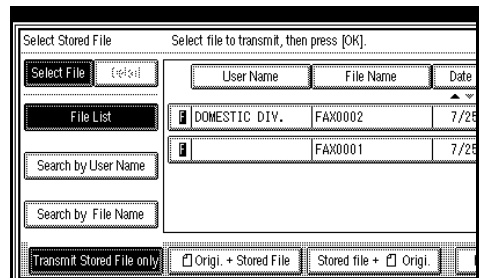 Select Stored File
Select file to transmit, then press [OK].
Select File
User Name File Name Date
File List
F DOMESTIC DIV. FAX0002 7/25
F FAX0001 7/25
Search by User Name
Search by File Name
Transmit Stored File only Origi. + Stored File Stored file + Origi.